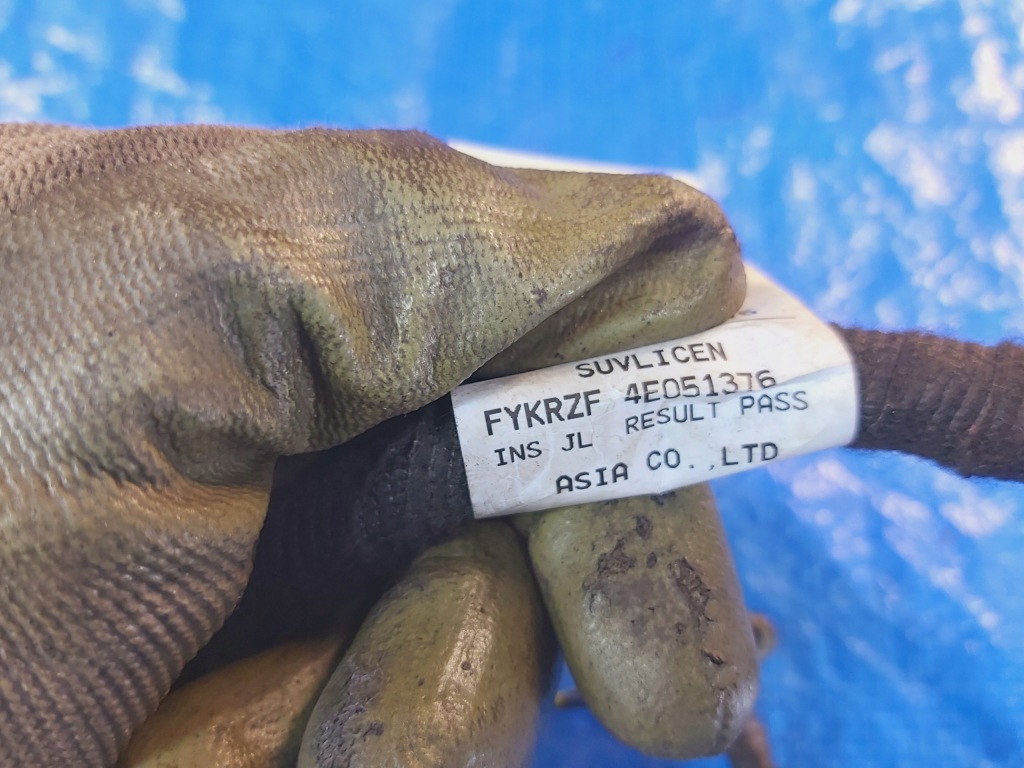 SUVLICEN
FYKRZF 4E051376
INS JL RESULT PASS
ASIA CO.,LTD